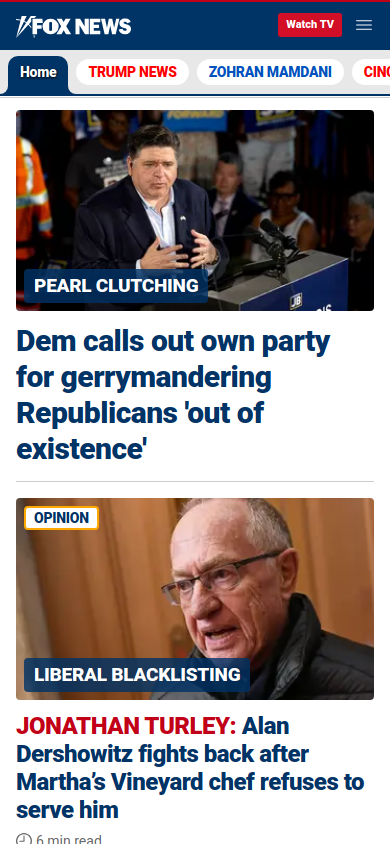 FOX NEWS
Watch TV
Home
TRUMP NEWS
ZOHRAN MAMDANI
PEARL CLUTCHING
Dem calls out own party
for gerrymandering
Republicans 'out of
existence'
OPINION
LIBERAL BLACKLISTING
JONATHAN TURLEY: Alan
Dershowitz fights back after
Martha’s Vineyard chef refuses to
serve him
6 min read